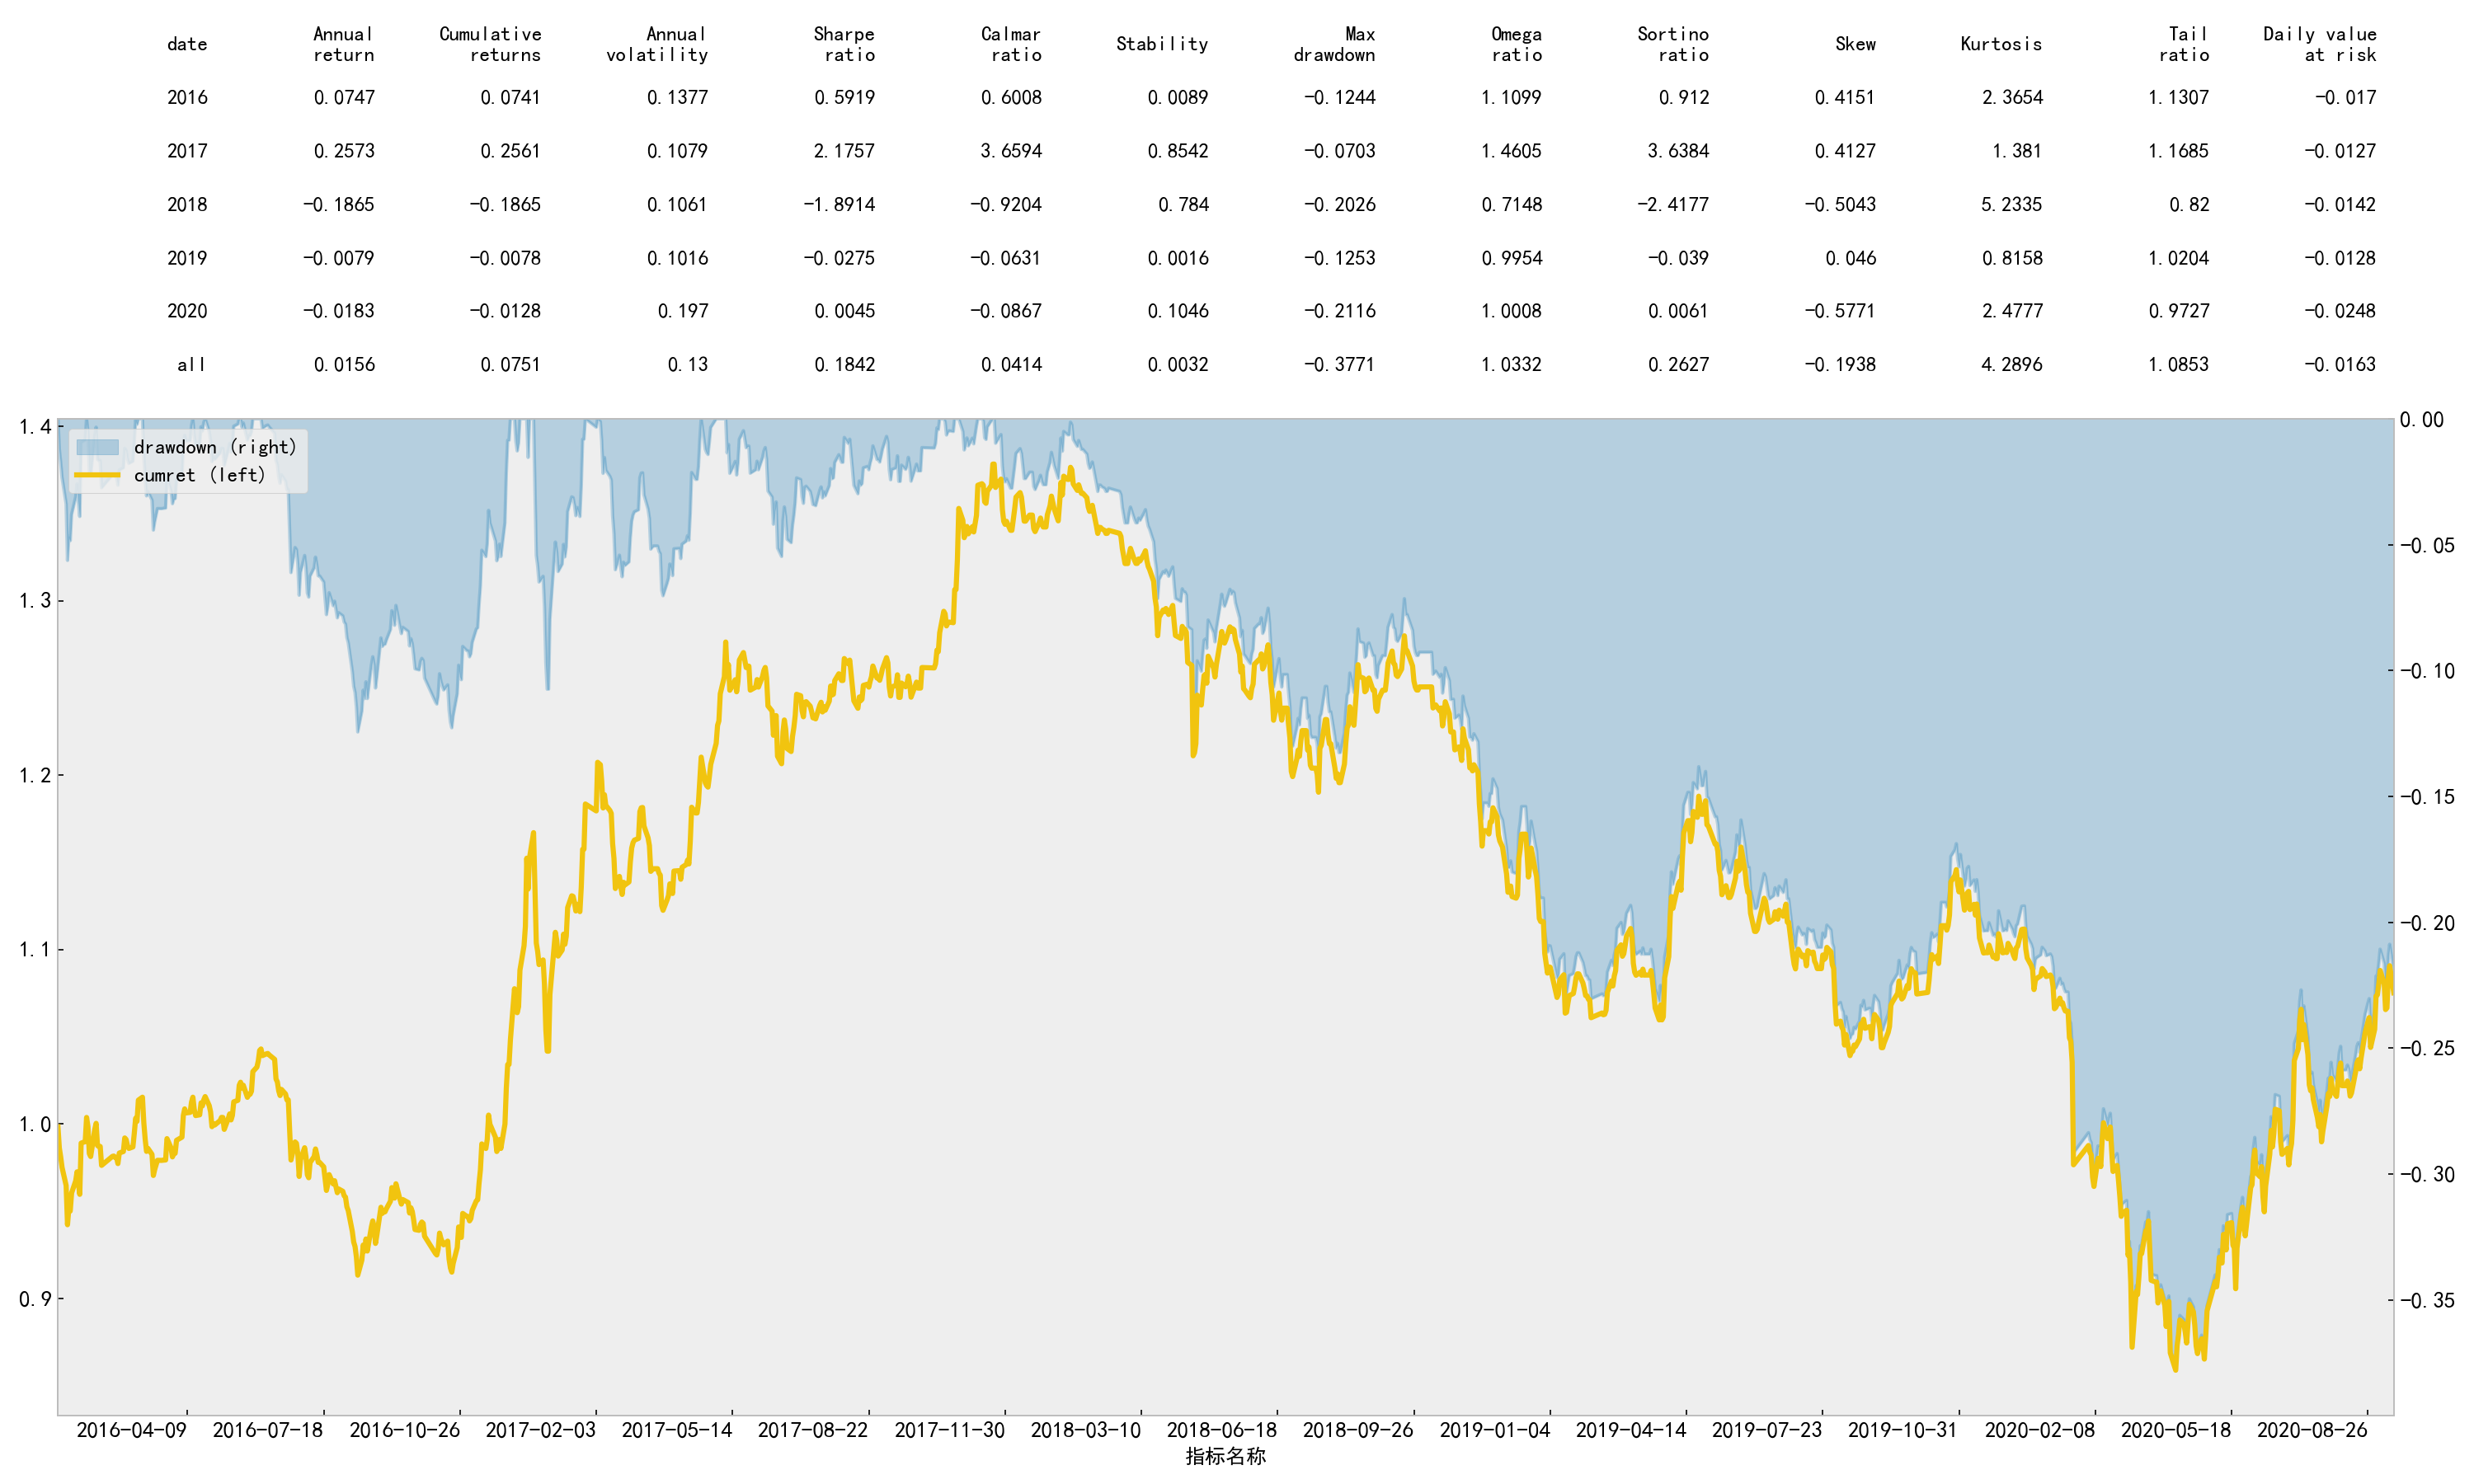 date Annual return Cumulative returns Annual volatility Sharpe ratio Calmar ratio Stability Max drawdown Omega ratio Sortino ratio Skew Kurtosis Tail ratio Daily value at risk
2016 0.0747 0.0741 0.1377 0.5919 0.6008 0.0089 -0.1244 1.1099 0.912 0.4151 2.3654 1.1307 -0.017
2017 0.2573 0.2561 0.1079 2.1757 3.6594 0.8542 -0.0703 1.4605 3.6384 0.4127 1.381 1.1685 -0.0127
2018 -0.1865 -0.1865 0.1061 -1.8914 -0.9204 0.784 -0.2026 0.7148 -2.4177 -0.5043 5.2335 0.82 -0.0142
2019 -0.0079 -0.0078 0.1016 -0.0275 -0.0631 0.0016 -0.1253 0.9954 -0.039 0.046 0.8158 1.0204 -0.0128
2020 -0.0183 -0.0128 0.197 0.0045 -0.0867 0.1046 -0.2116 1.0008 0.0061 -0.5771 2.4777 0.9727 -0.0248
all 0.0156 0.0751 0.13 0.1842 0.0414 0.0032 -0.3771 1.0332 0.2627 -0.1938 4.2896 1.0853 -0.0163
drawdown (right)
cumret (left)
1.4
1.3
1.2
1.1
1.0
0.9
0.00
-0.05
-0.10
-0.15
-0.20
-0.25
-0.30
-0.35
2016-04-09 2016-07-18 2016-10-26 2017-02-03 2017-05-14 2017-08-22 2017-11-30 2018-03-10 2018-06-18 2018-09-26 2019-01-04 2019-04-14 2019-07-23 2019-10-31 2020-02-08 2020-05-18 2020-08-26
指标名称